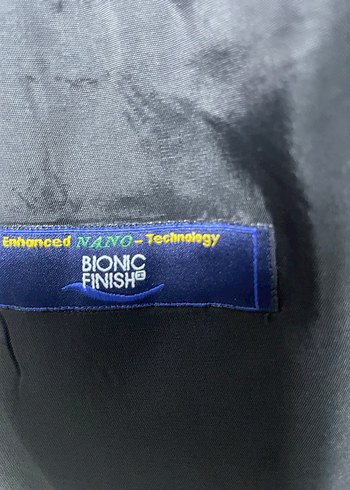 Enhanced NANO - Technology
BIONIC
FINISH